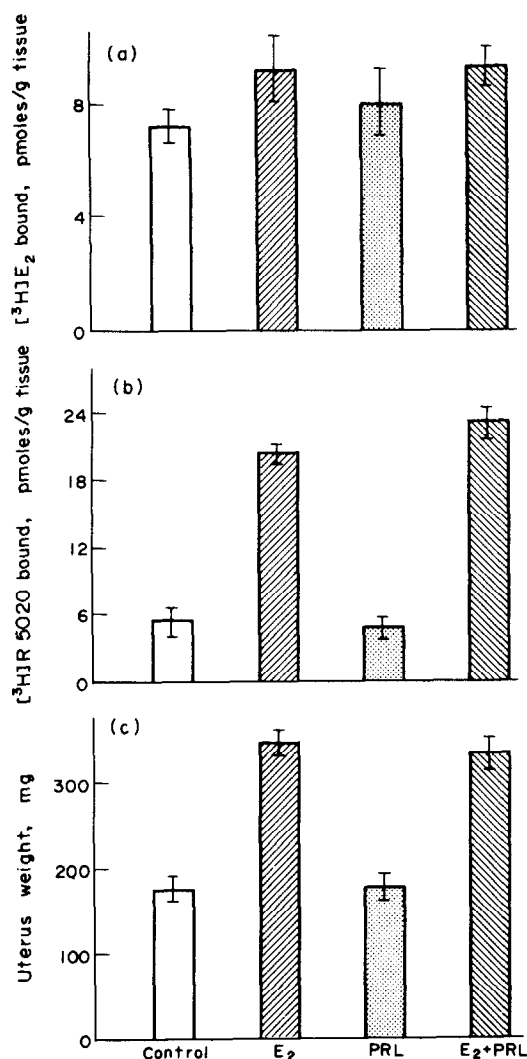 (a)
[³H]E₂ bound, pmoles/g tissue
8
4
0
(b)
[³H]R 5020 bound, pmoles/g tissue
24
18
12
6
0
(c)
Uterus weight, mg
300
200
100
0
Control E₂ PRL E₂+PRL